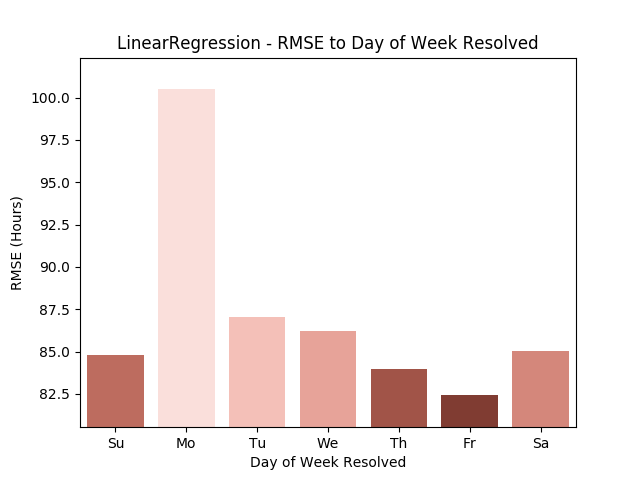 LinearRegression - RMSE to Day of Week Resolved
100.0
97.5
95.0
92.5
90.0
87.5
85.0
82.5
RMSE (Hours)
Su Mo Tu We Th Fr Sa
Day of Week Resolved